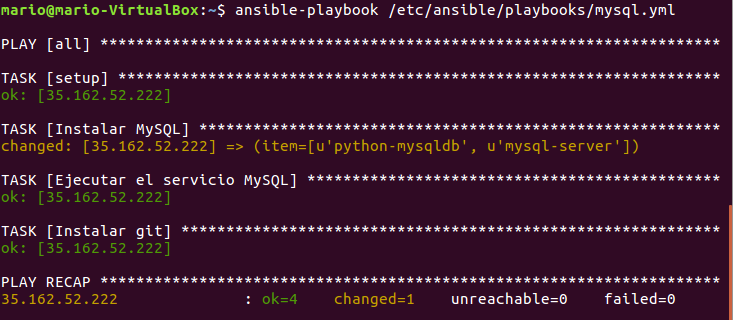 mario@mario-VirtualBox:~$ ansible-playbook /etc/ansible/playbooks/mysql.yml
PLAY [all] *********************************************************************
TASK [setup] *******************************************************************
ok: [35.162.52.222]
TASK [Instalar MySQL] **********************************************************
changed: [35.162.52.222] => (item=[u'python-mysqldb', u'mysql-server'])
TASK [Ejecutar el servicio MySQL] **********************************************
ok: [35.162.52.222]
TASK [Instalar git] ************************************************************
ok: [35.162.52.222]
PLAY RECAP *********************************************************************
35.162.52.222              : ok=4    changed=1    unreachable=0    failed=0